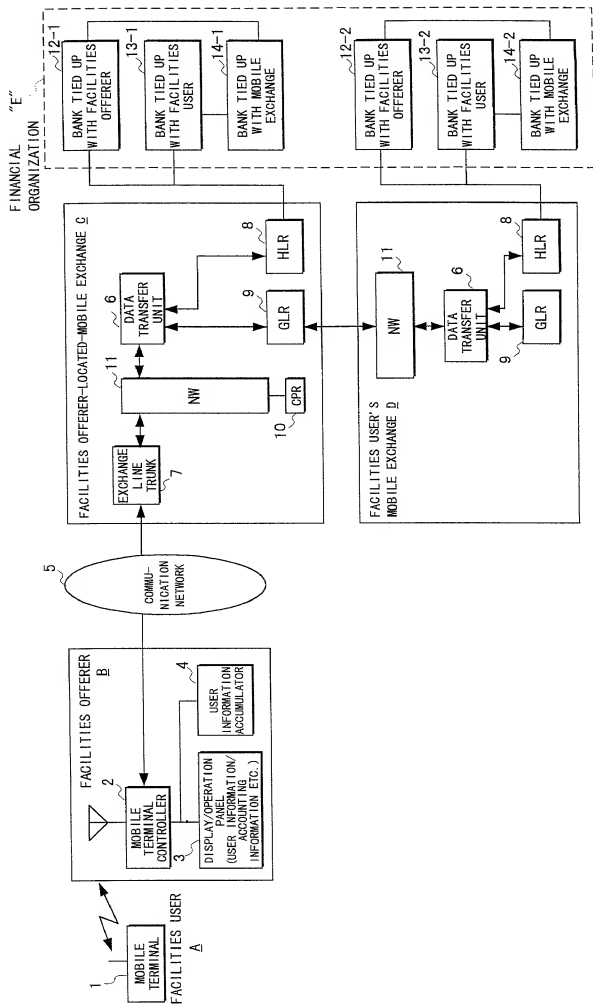 1
MOBILE
TERMINAL
FACILITIES USER
A
FACILITIES OFFERER
B
2
MOBILE
TERMINAL
CONTROLLER
3
DISPLAY/OPERATION
PANEL
(USER INFORMATION/
ACCOUNTING
INFORMATION ETC.)
4
USER
INFORMATION
ACCUMULATOR
5
COMMU-
NICATION
NETWORK
FACILITIES OFFERER-LOCATED-MOBILE EXCHANGE C
EXCHANGE
LINE
TRUNK
7
11
NW
10
CPR
6
DATA
TRANSFER
UNIT
9
GLR
8
HLR
FACILITIES USER'S
MOBILE EXCHANGE D
11
NW
6
DATA TRANSFER
UNIT
9
GLR
8
HLR
FINANCIAL "E"
ORGANIZATION
12-1
BANK TIED UP
WITH FACILITIES
OFFERER
13-1
BANK TIED UP
WITH FACILITIES
USER
14-1
BANK TIED UP
WITH MOBILE
EXCHANGE
12-2
BANK TIED UP
WITH FACILITIES
OFFERER
13-2
BANK TIED UP
WITH FACILITIES
USER
14-2
BANK TIED UP
WITH MOBILE
EXCHANGE